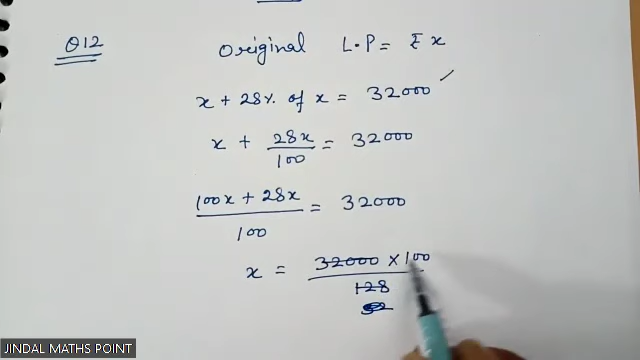 Q12
Original L.P = ₹ x
x + 28% of x = 32000
x + 28x/100 = 32000
100x + 28x/100 = 32000
x = 32000 × 100/128
JINDAL MATHS POINT